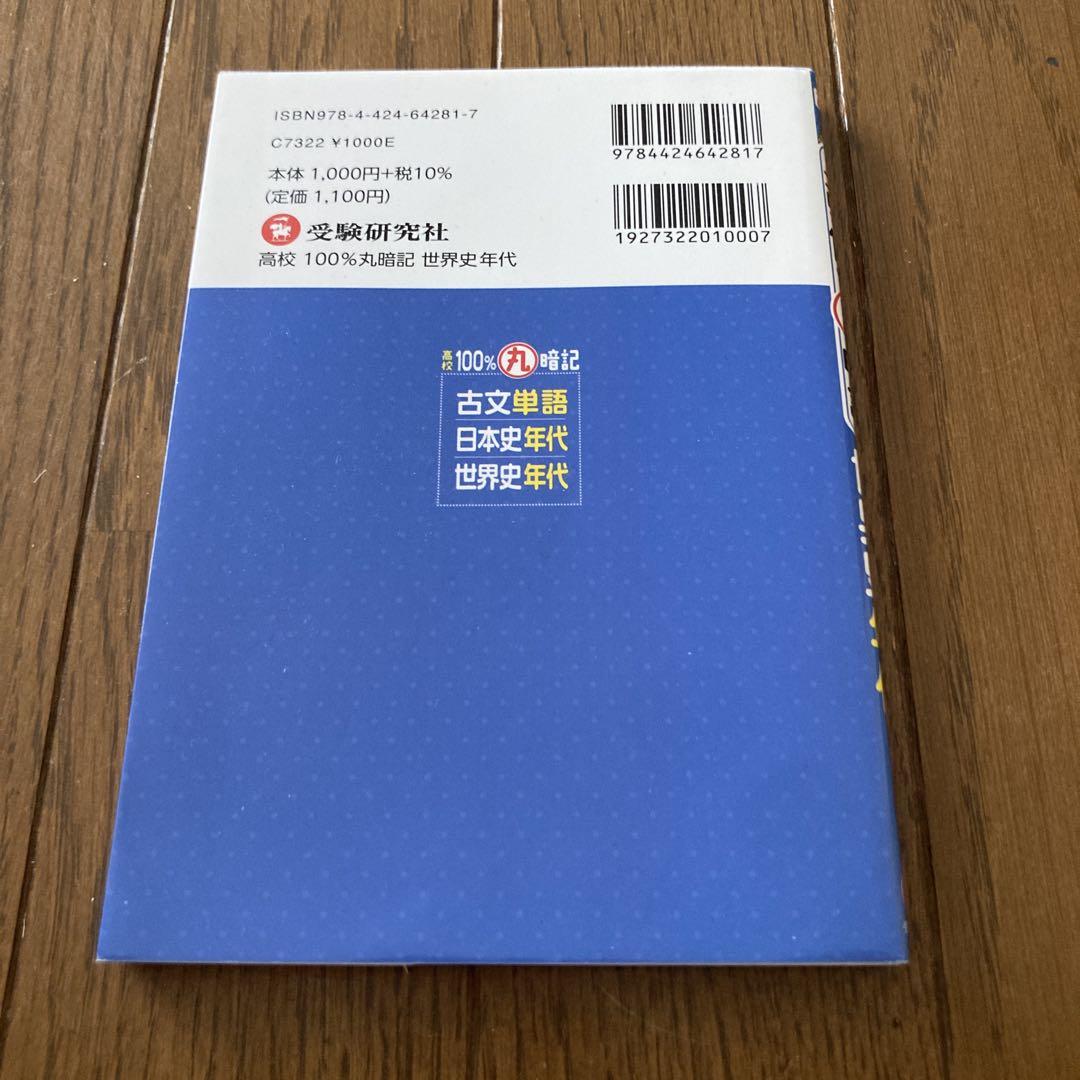 ISBN978-4-424-64281-7
C7322 ¥1000E
本体 1,000円+税10%
(定価 1,100円)
受験研究社
高校 100%丸暗記 世界史年代
9784424642817
1927322010007
高校 100% 丸 暗記
古文単語
日本史年代
世界史年代